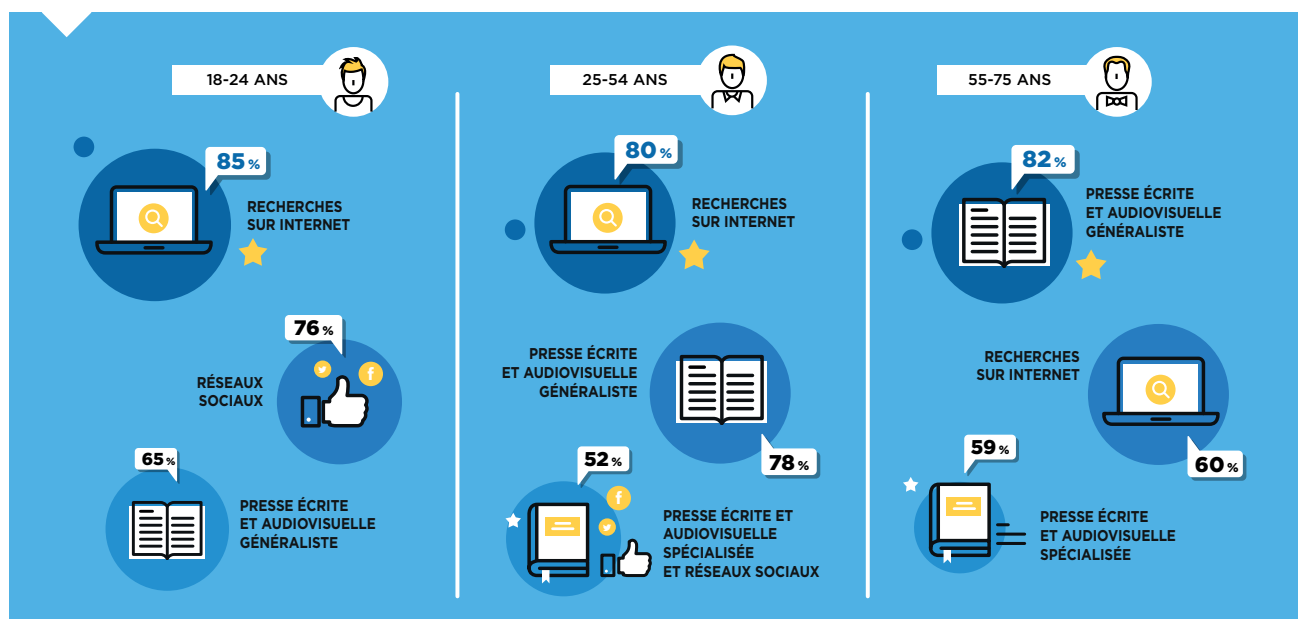 18-24 ANS
85 %
RECHERCHES
SUR INTERNET
76 %
RÉSEAUX
SOCIAUX
65 %
PRESSE ÉCRITE
ET AUDIOVISUELLE
GÉNÉRALISTE
25-54 ANS
80 %
RECHERCHES
SUR INTERNET
PRESSE ÉCRITE
ET AUDIOVISUELLE
GÉNÉRALISTE
78 %
52 %
PRESSE ÉCRITE ET
AUDIOVISUELLE
SPÉCIALISÉE
ET RÉSEAUX SOCIAUX
55-75 ANS
82 %
PRESSE ÉCRITE
ET AUDIOVISUELLE
GÉNÉRALISTE
RECHERCHES
SUR INTERNET
60 %
59 %
PRESSE ÉCRITE
ET AUDIOVISUELLE
SPÉCIALISÉE